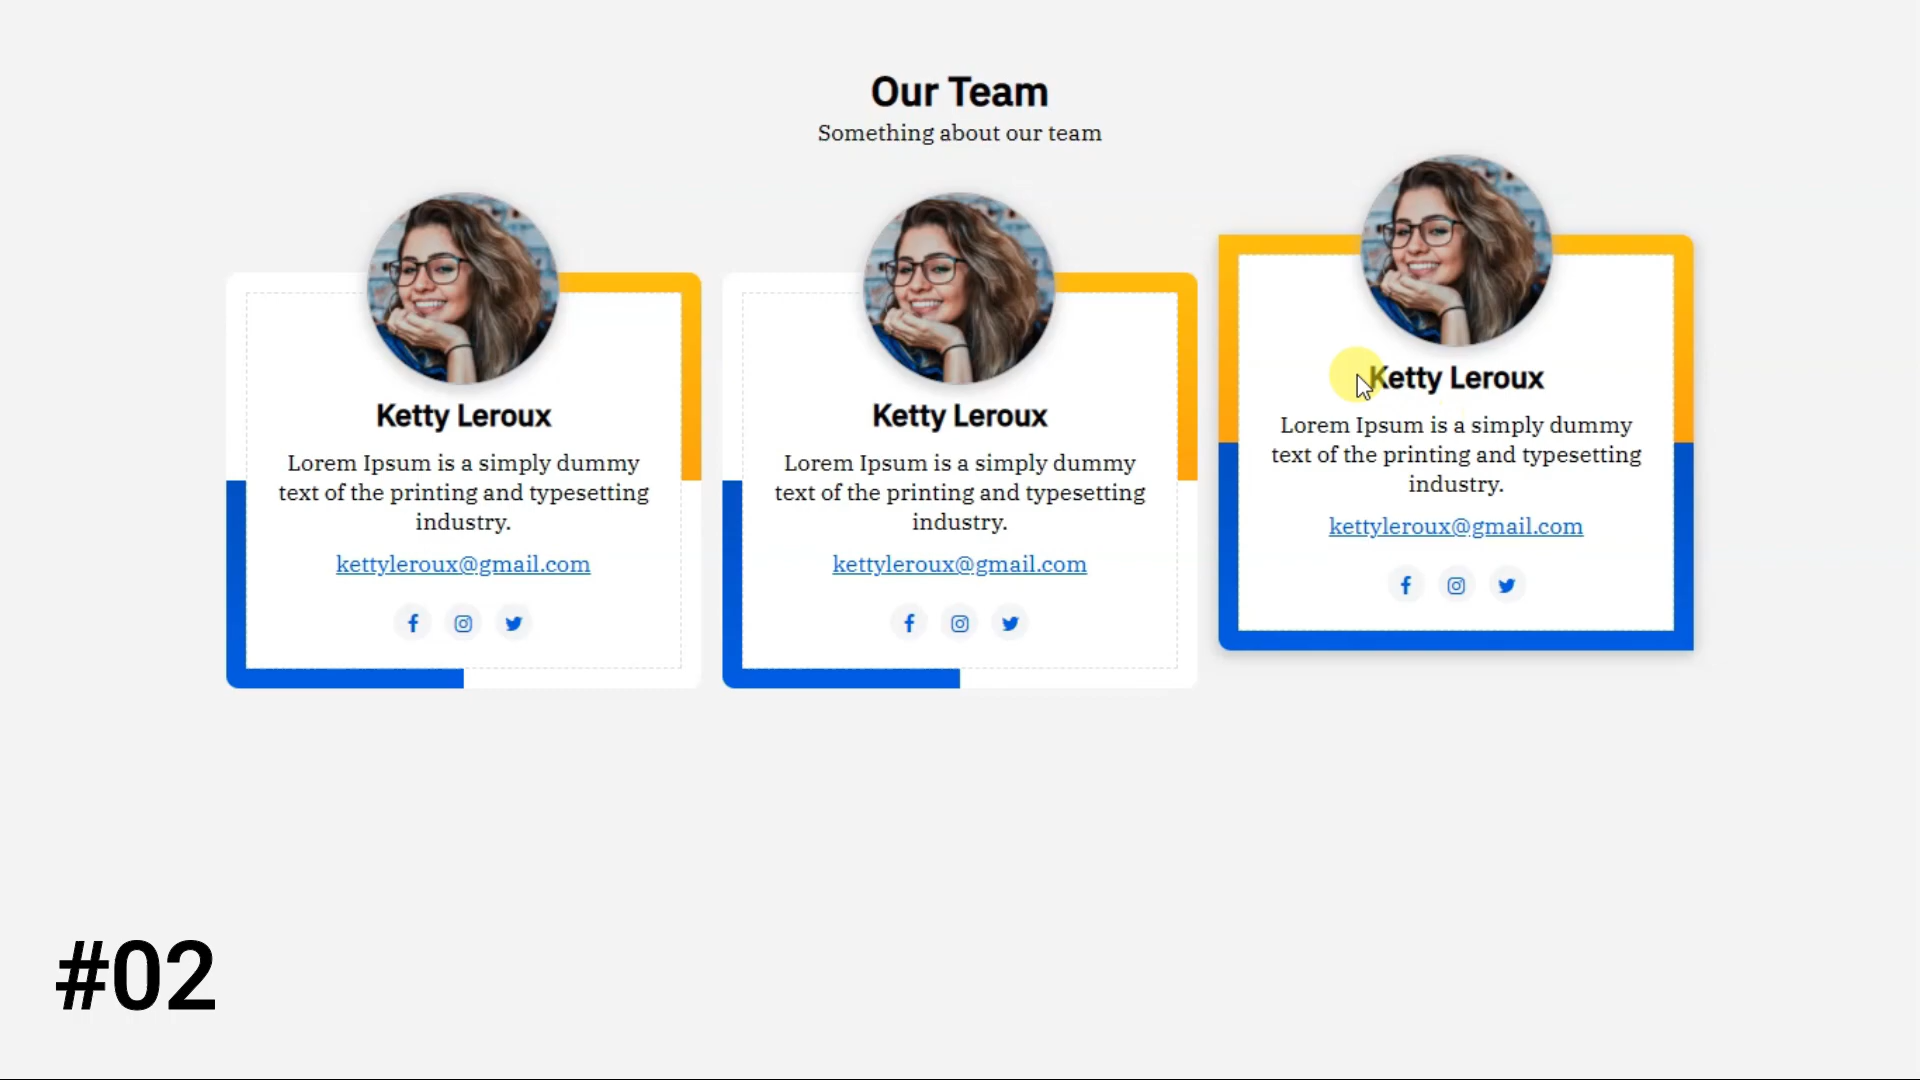 Our Team
Something about our team
Ketty Leroux
Lorem Ipsum is a simply dummy
text of the printing and typesetting
industry.
kettyleroux@gmail.com
Ketty Leroux
Lorem Ipsum is a simply dummy
text of the printing and typesetting
industry.
kettyleroux@gmail.com
Ketty Leroux
Lorem Ipsum is a simply dummy
text of the printing and typesetting
industry.
kettyleroux@gmail.com
#02